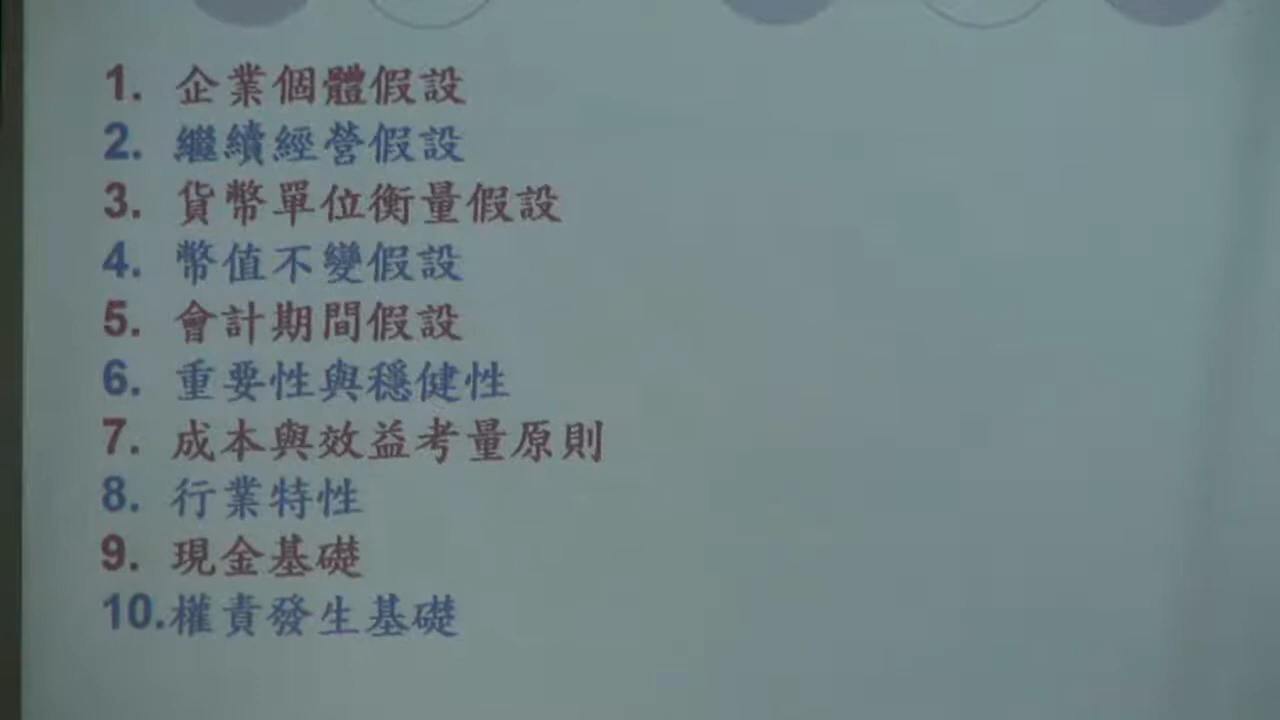 1. 企業個體假設
2. 繼續經營假設
3. 貨幣單位衡量假設
4. 幣值不變假設
5. 會計期間假設
6. 重要性與穩健性
7. 成本與效益考量原則
8. 行業特性
9. 現金基礎
10.權責發生基礎